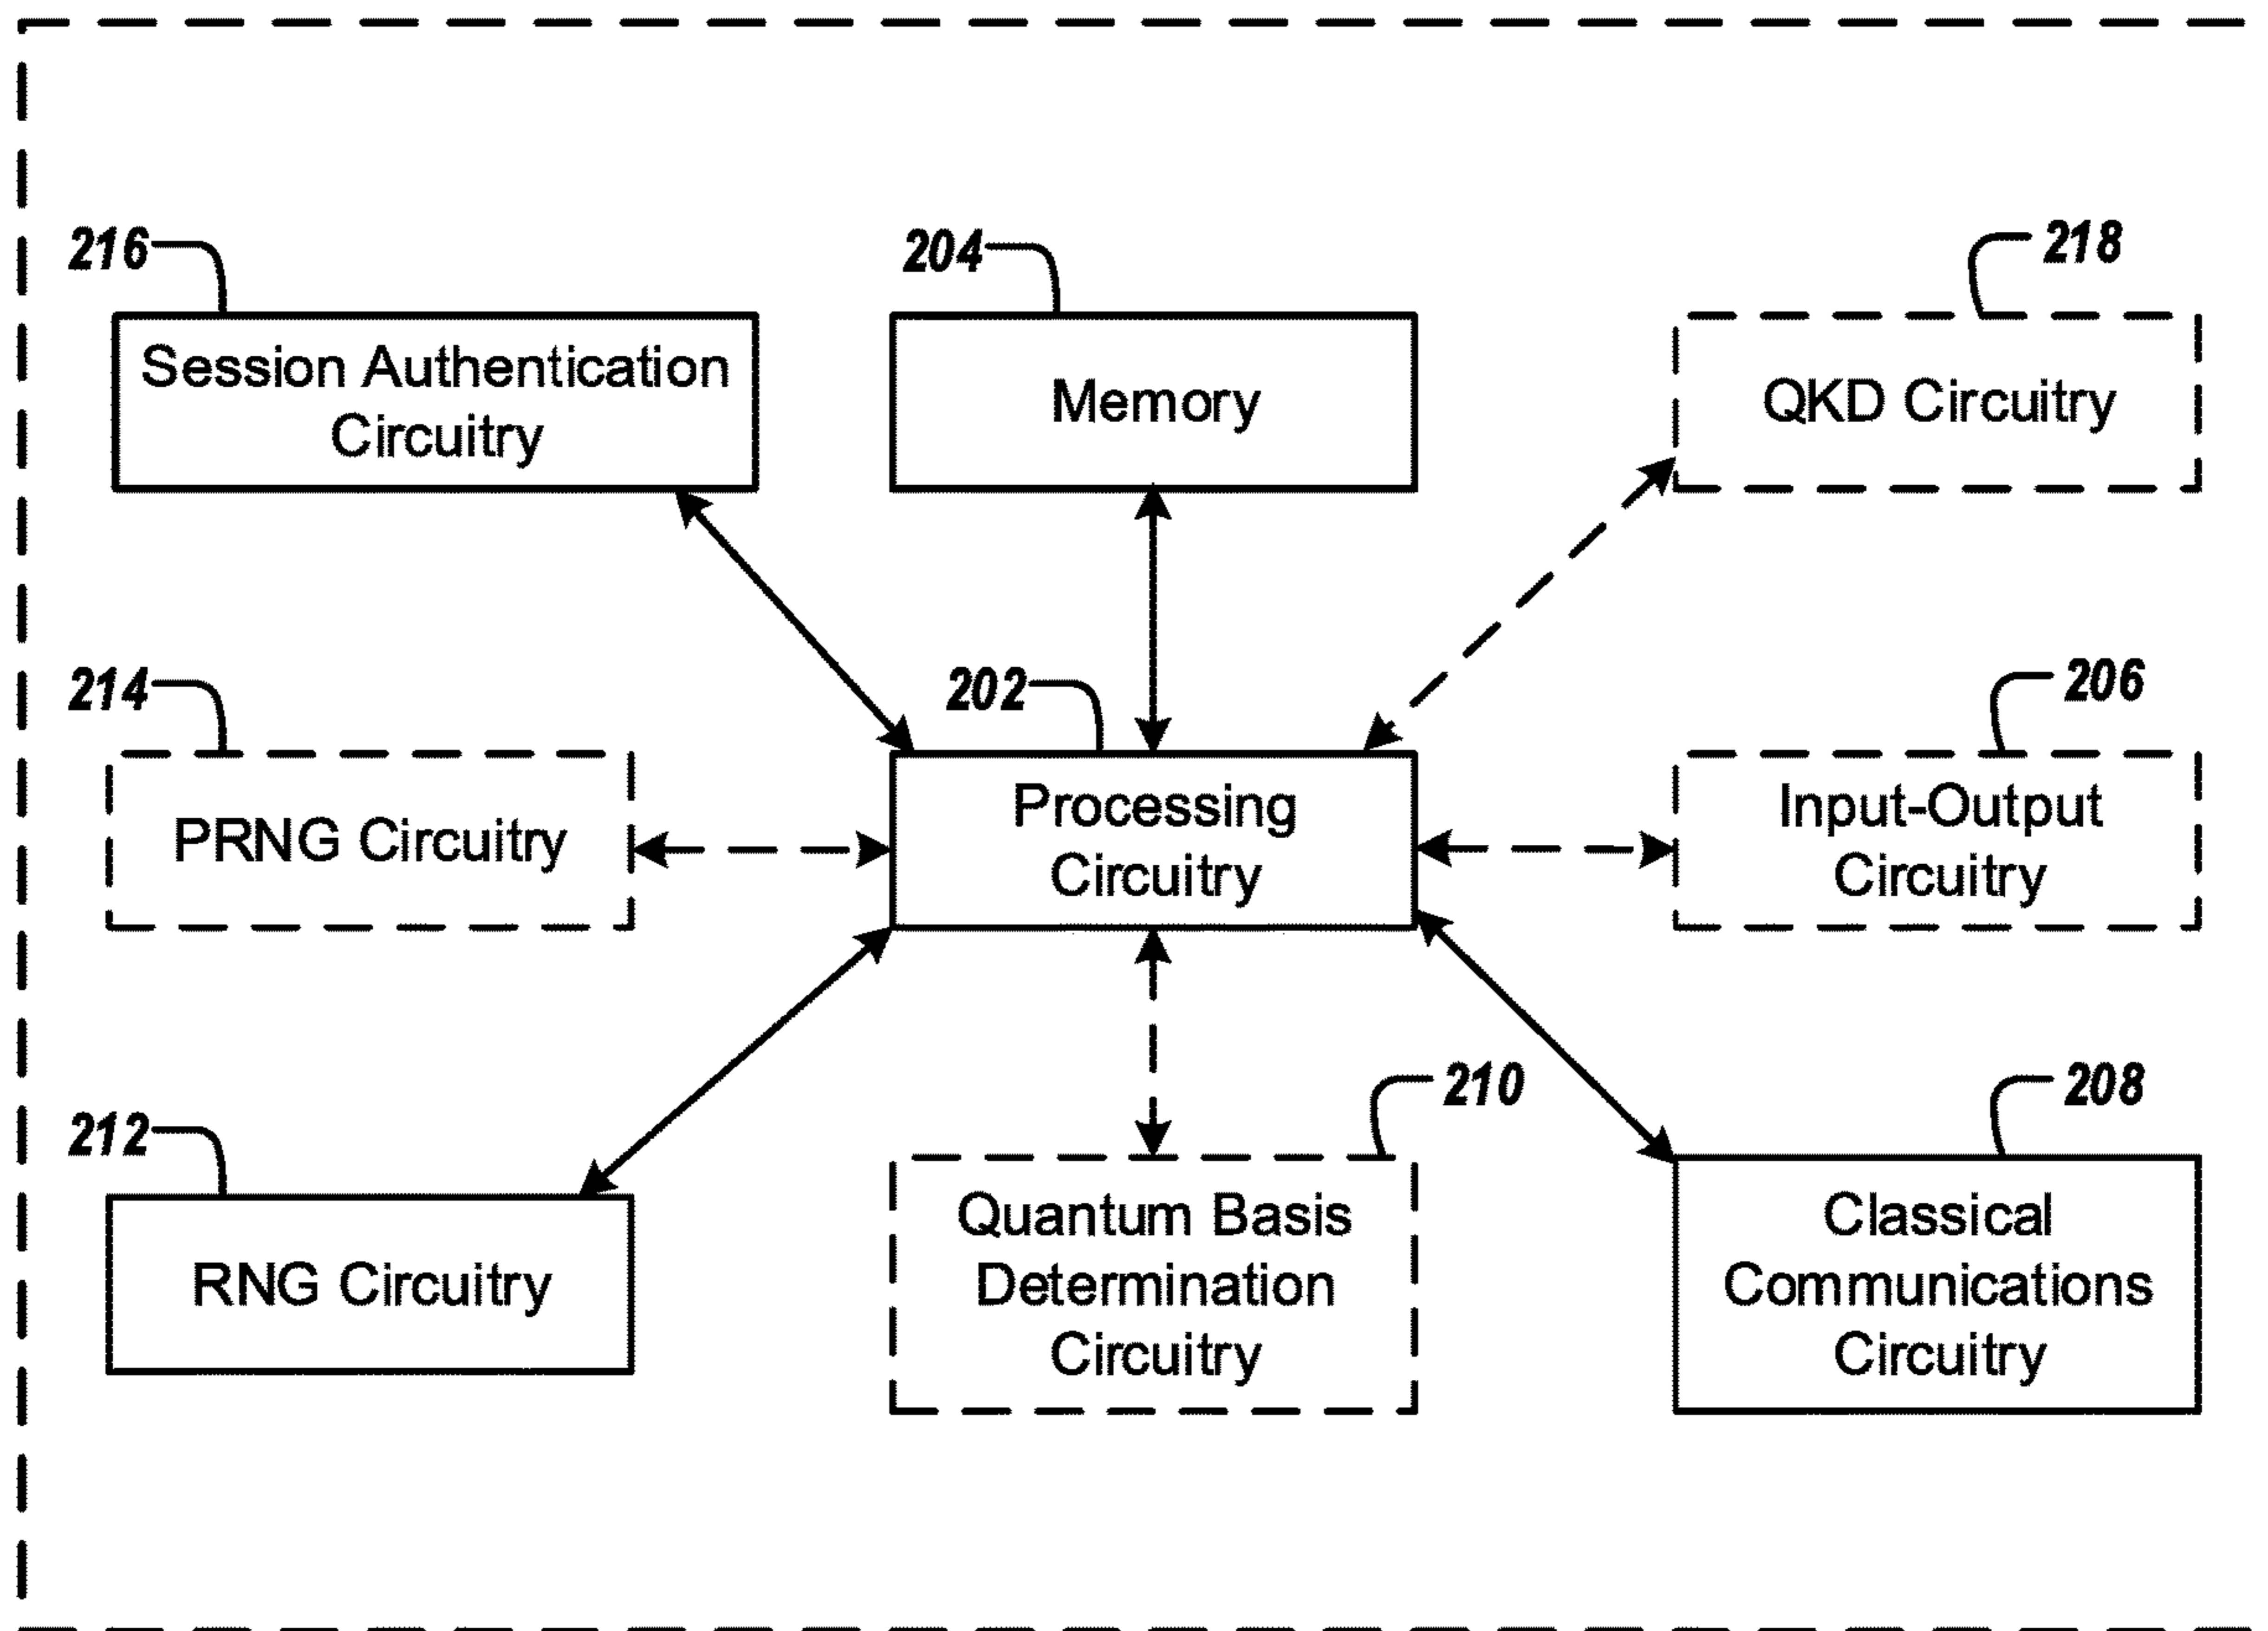 216
Session Authentication
Circuitry
204
Memory
218
QKD Circuitry
214
PRNG Circuitry
202
Processing
Circuitry
206
Input-Output
Circuitry
212
RNG Circuitry
210
Quantum Basis
Determination
Circuitry
208
Classical
Communications
Circuitry